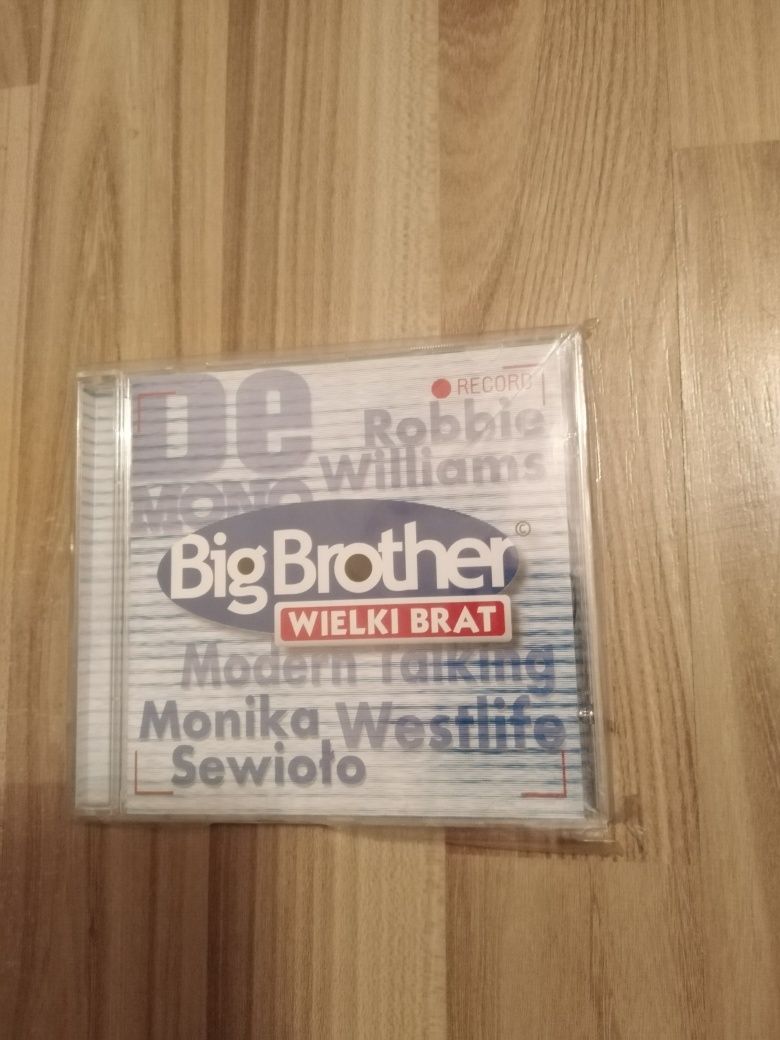 De
MONO
RECORD
Robbie
Williams
Big Brother ©
WIELKI BRAT
Modern Talking
Monika Westlife
Sewioło